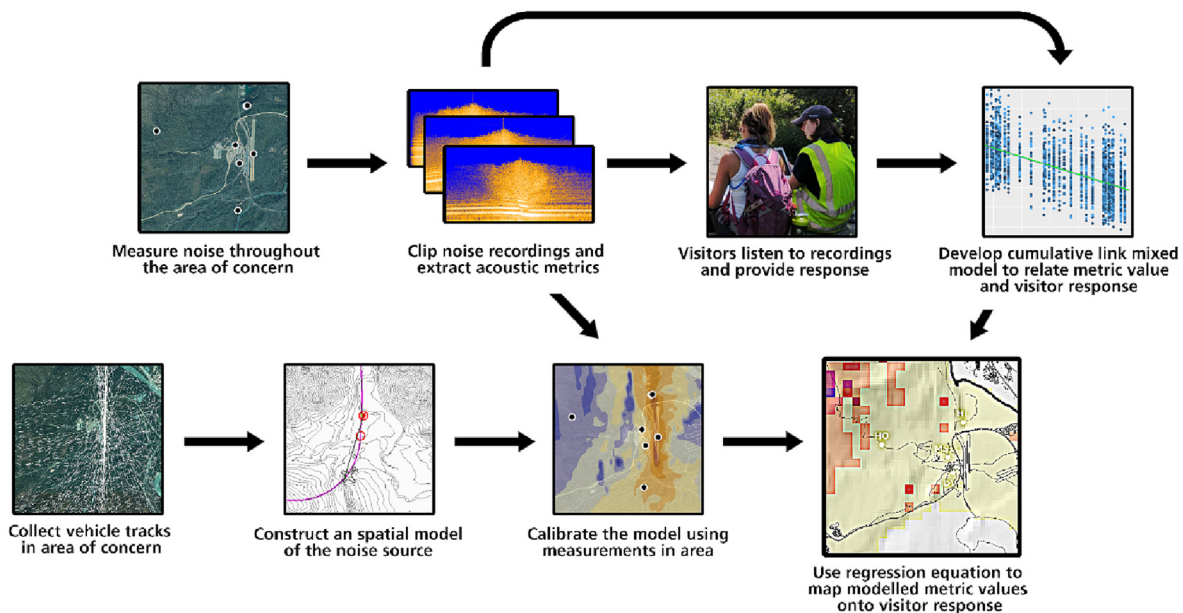 Measure noise throughout
the area of concern
Clip noise recordings and
extract acoustic metrics
Visitors listen to recordings
and provide response
Develop cumulative link mixed
model to relate metric value
and visitor response
Collect vehicle tracks
in area of concern
Construct an spatial model
of the noise source
Calibrate the model using
measurements in area
Use regression equation to
map modelled metric values
onto visitor response